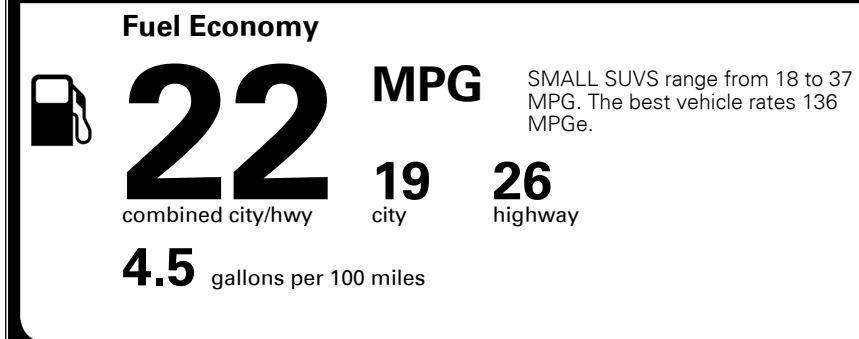 Fuel Economy
22 MPG
SMALL SUVS range from 18 to 37
MPG. The best vehicle rates 136
MPGe.
19 26
combined city/hwy city highway
4.5 gallons per 100 miles